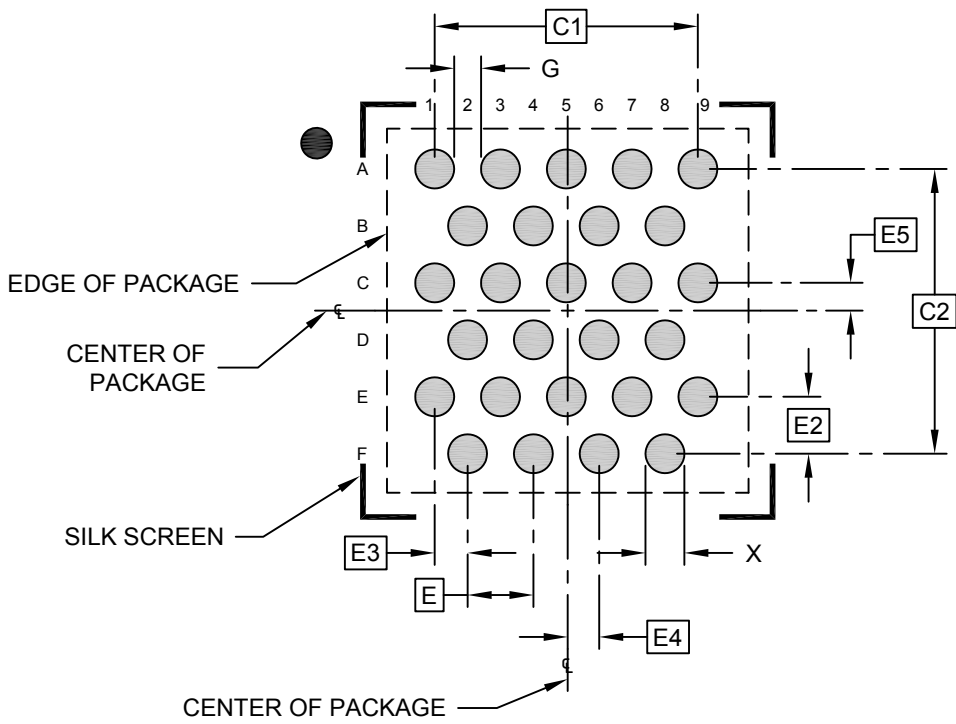 C1
G
1 2 3 4 5 6 7 8 9
A
B
E5
EDGE OF PACKAGE
C
C2
℄
CENTER OF
PACKAGE
D
E
E2
F
SILK SCREEN
E3
X
E
E4
℄
CENTER OF PACKAGE